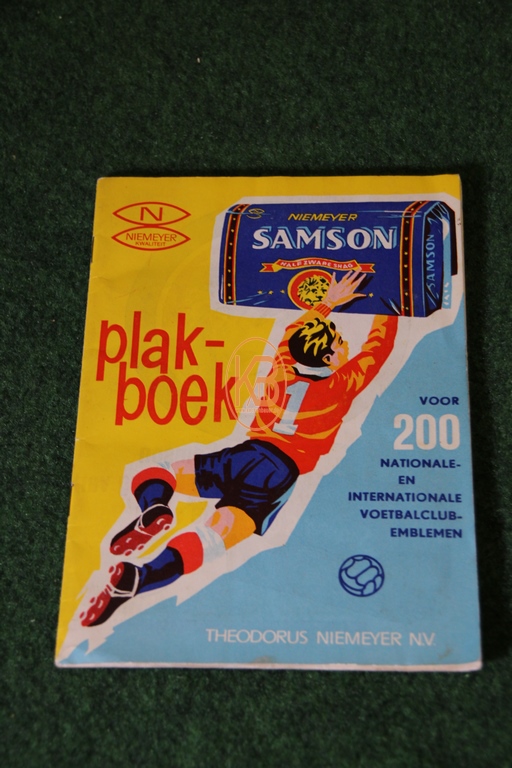 N
NIEMEYER
KWALITEIT
NIEMEYER
SAMSON
HALFZWARE SHAG
SAMSON
plak-
boek
1
VOOR
200
NATIONALE-
EN
INTERNATIONALE
VOETBALCLUB-
EMBLEMEN
THEODORUS NIEMEYER N.V.